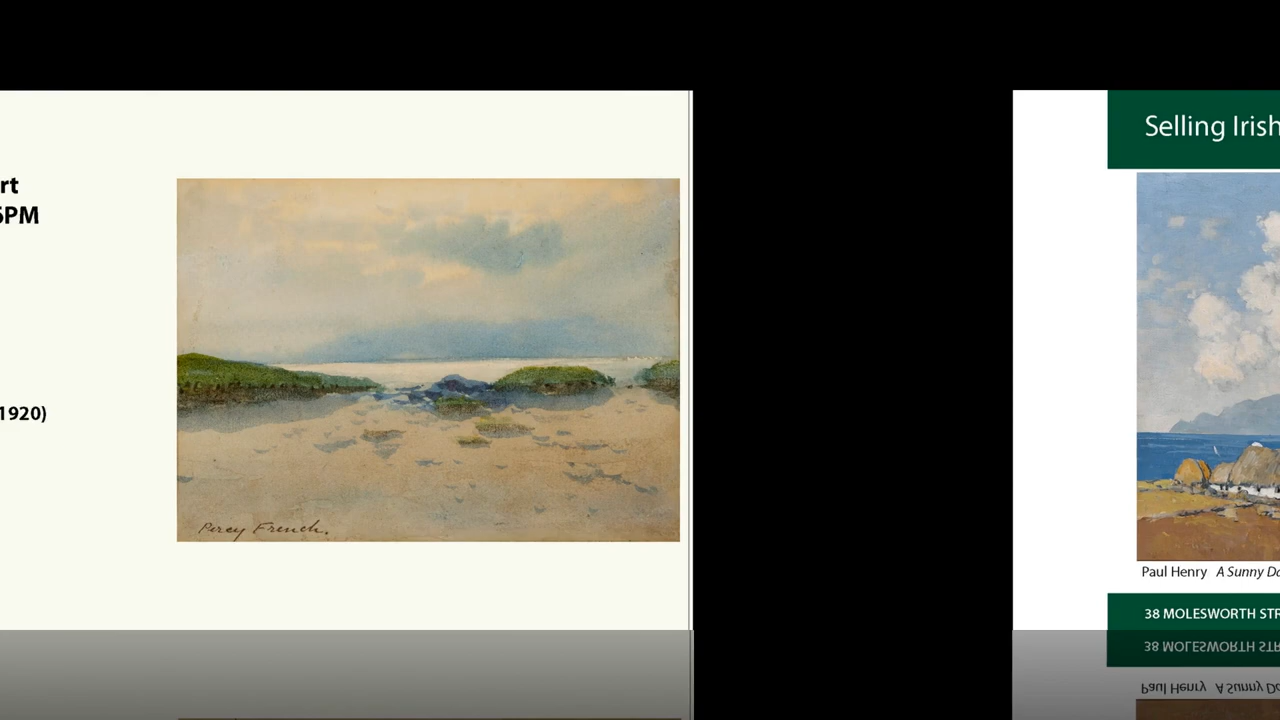 rt
5PM
1920)
Percy French.
Selling Irish
Paul Henry A Sunny Da
38 MOLESWORTH STR
38 MOLESWORTH STR
Paul Henry A Sunny Da